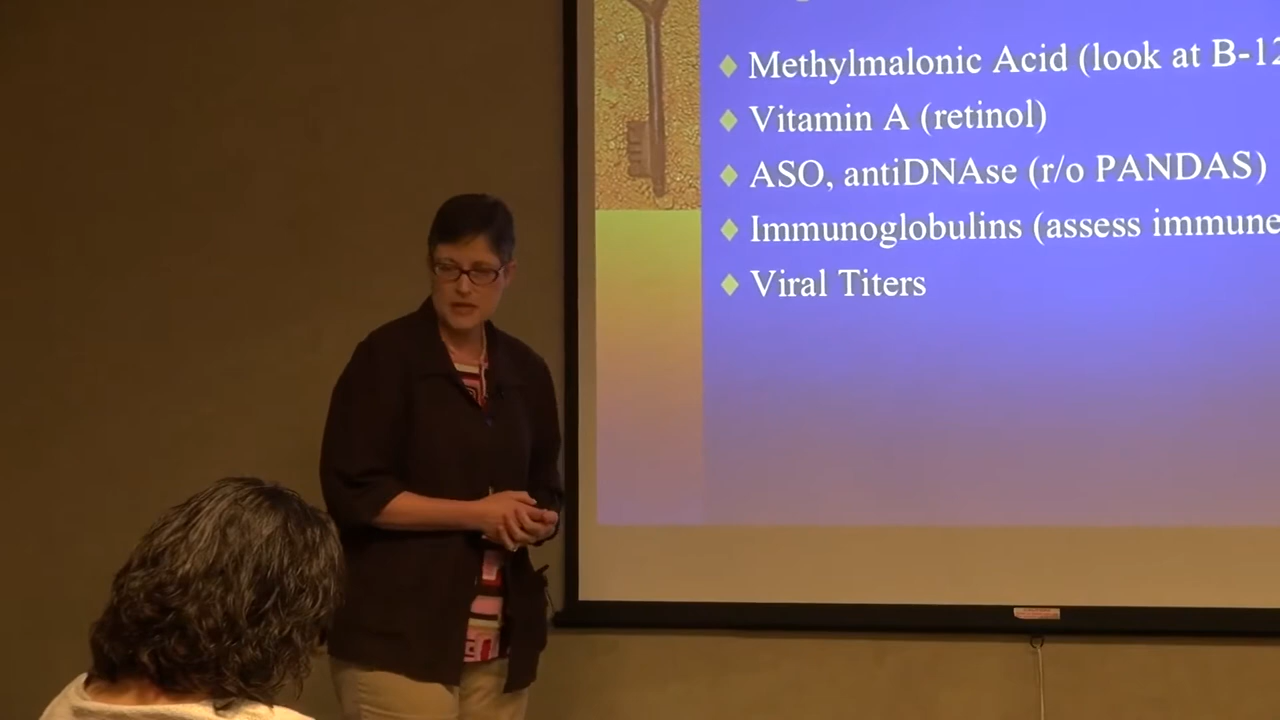 Methylmalonic Acid (look at B-12
Vitamin A (retinol)
ASO, antiDNAse (r/o PANDAS)
Immunoglobulins (assess immune
Viral Titers